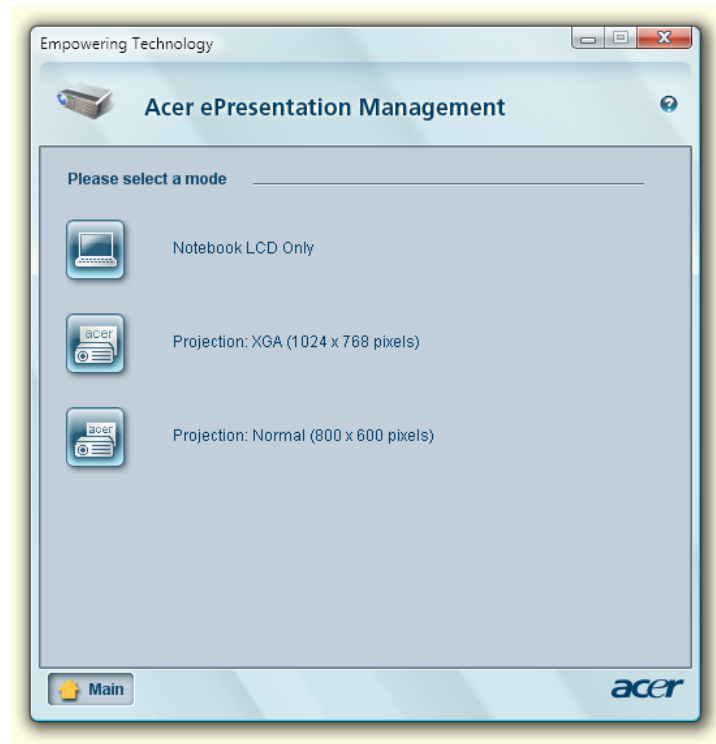 Empowering Technology
Acer ePresentation Management
Please select a mode
Notebook LCD Only
acer
Projection: XGA (1024 x 768 pixels)
acer
Projection: Normal (800 x 600 pixels)
Main
acer